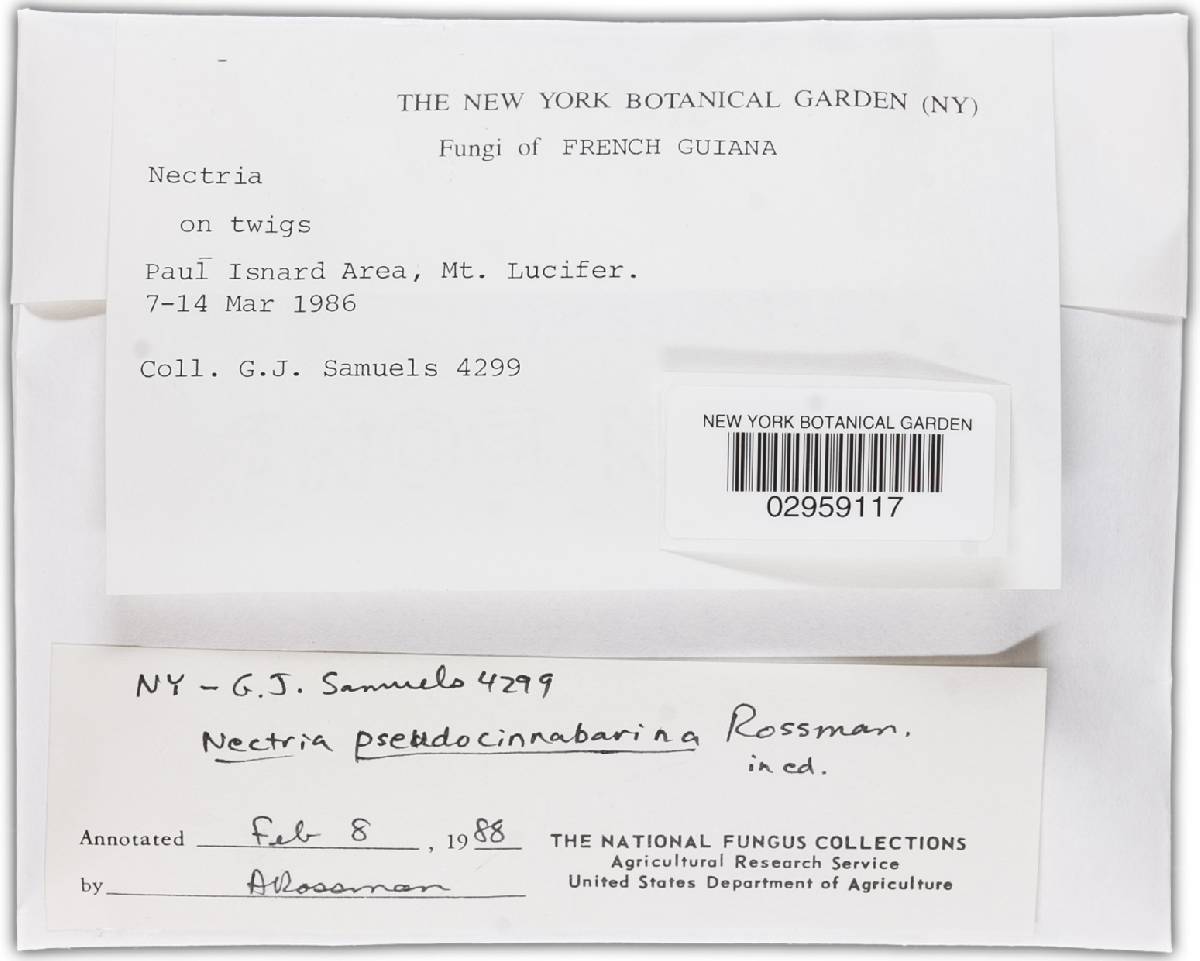 THE NEW YORK BOTANICAL GARDEN (NY)
Fungi of FRENCH GUIANA
Nectria
on twigs
Paul Isnard Area, Mt. Lucifer.
7-14 Mar 1986
Coll. G.J. Samuels 4299
NEW YORK BOTANICAL GARDEN
02959117
NY - G.J. Samuels 4299
Nectria pseudocinnabarina Rossman.
in ed.
Annotated Feb 8, 1988
by ARossman
THE NATIONAL FUNGUS COLLECTIONS
Agricultural Research Service
United States Department of Agriculture